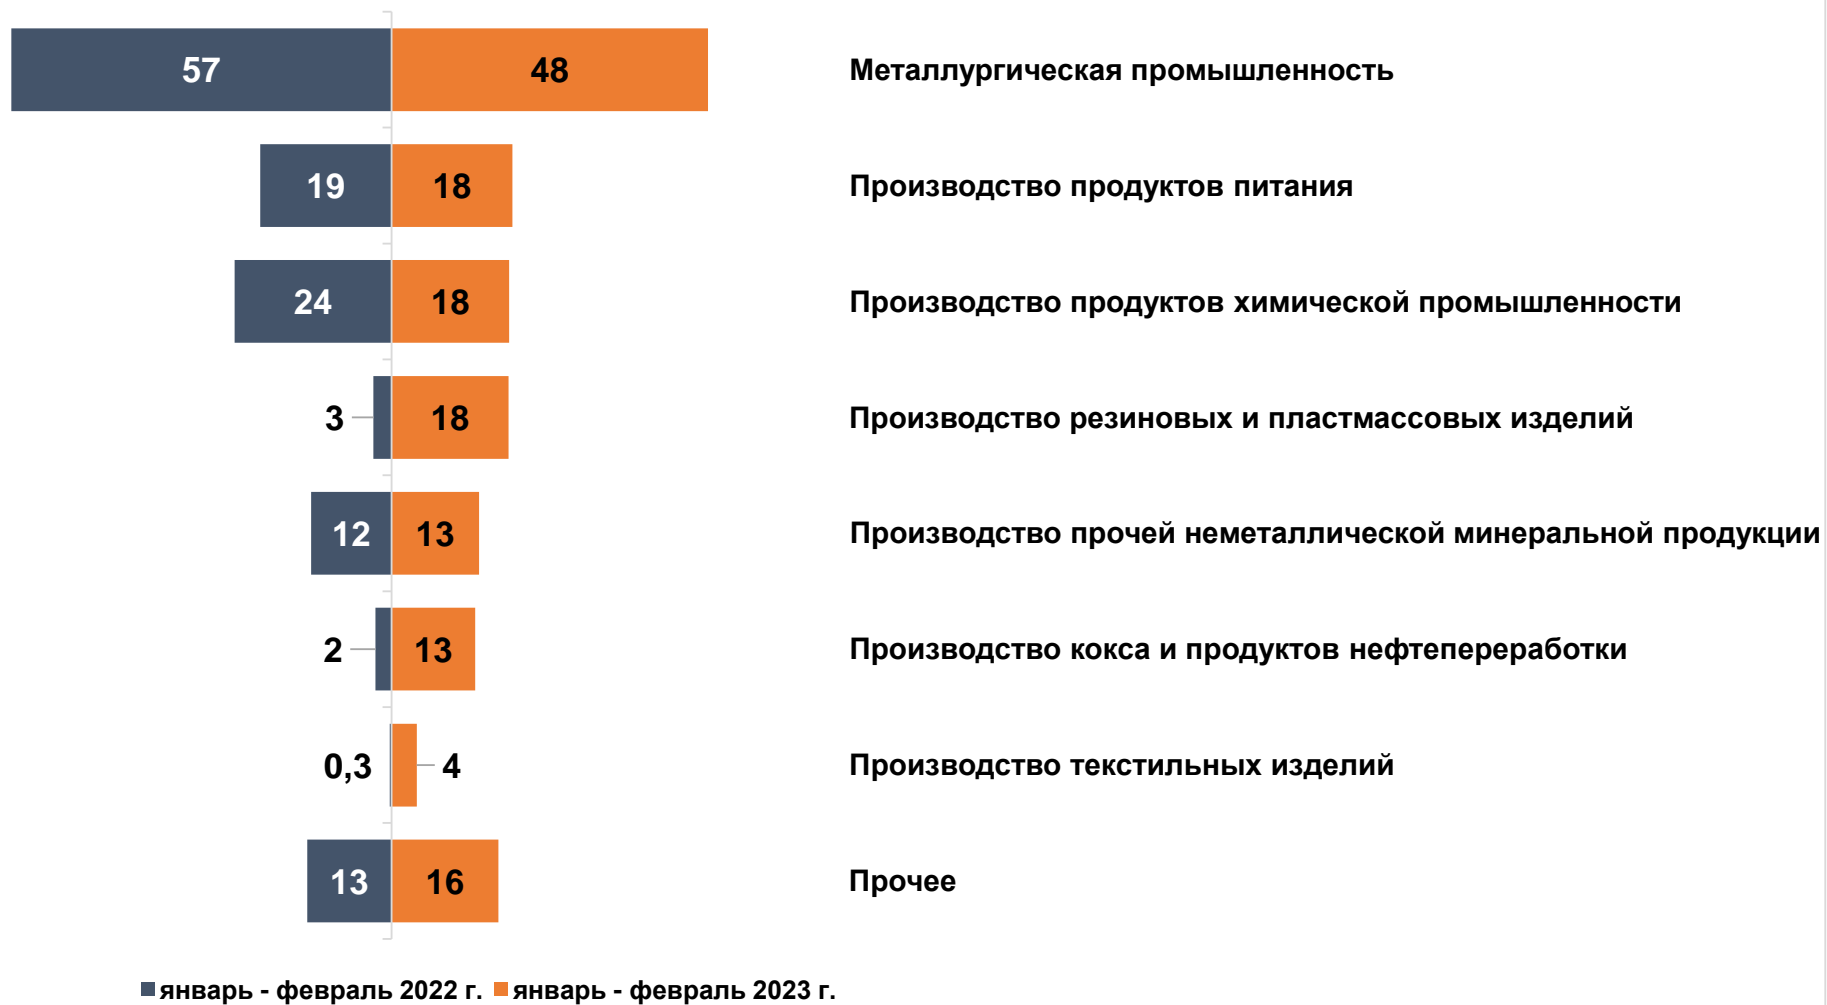 57 48 Металлургическая промышленность
19 18 Производство продуктов питания
24 18 Производство продуктов химической промышленности
3 18 Производство резиновых и пластмассовых изделий
12 13 Производство прочей неметаллической минеральной продукции
2 13 Производство кокса и продуктов нефтепереработки
0,3 4 Производство текстильных изделий
13 16 Прочее
январь - февраль 2022 г. январь - февраль 2023 г.